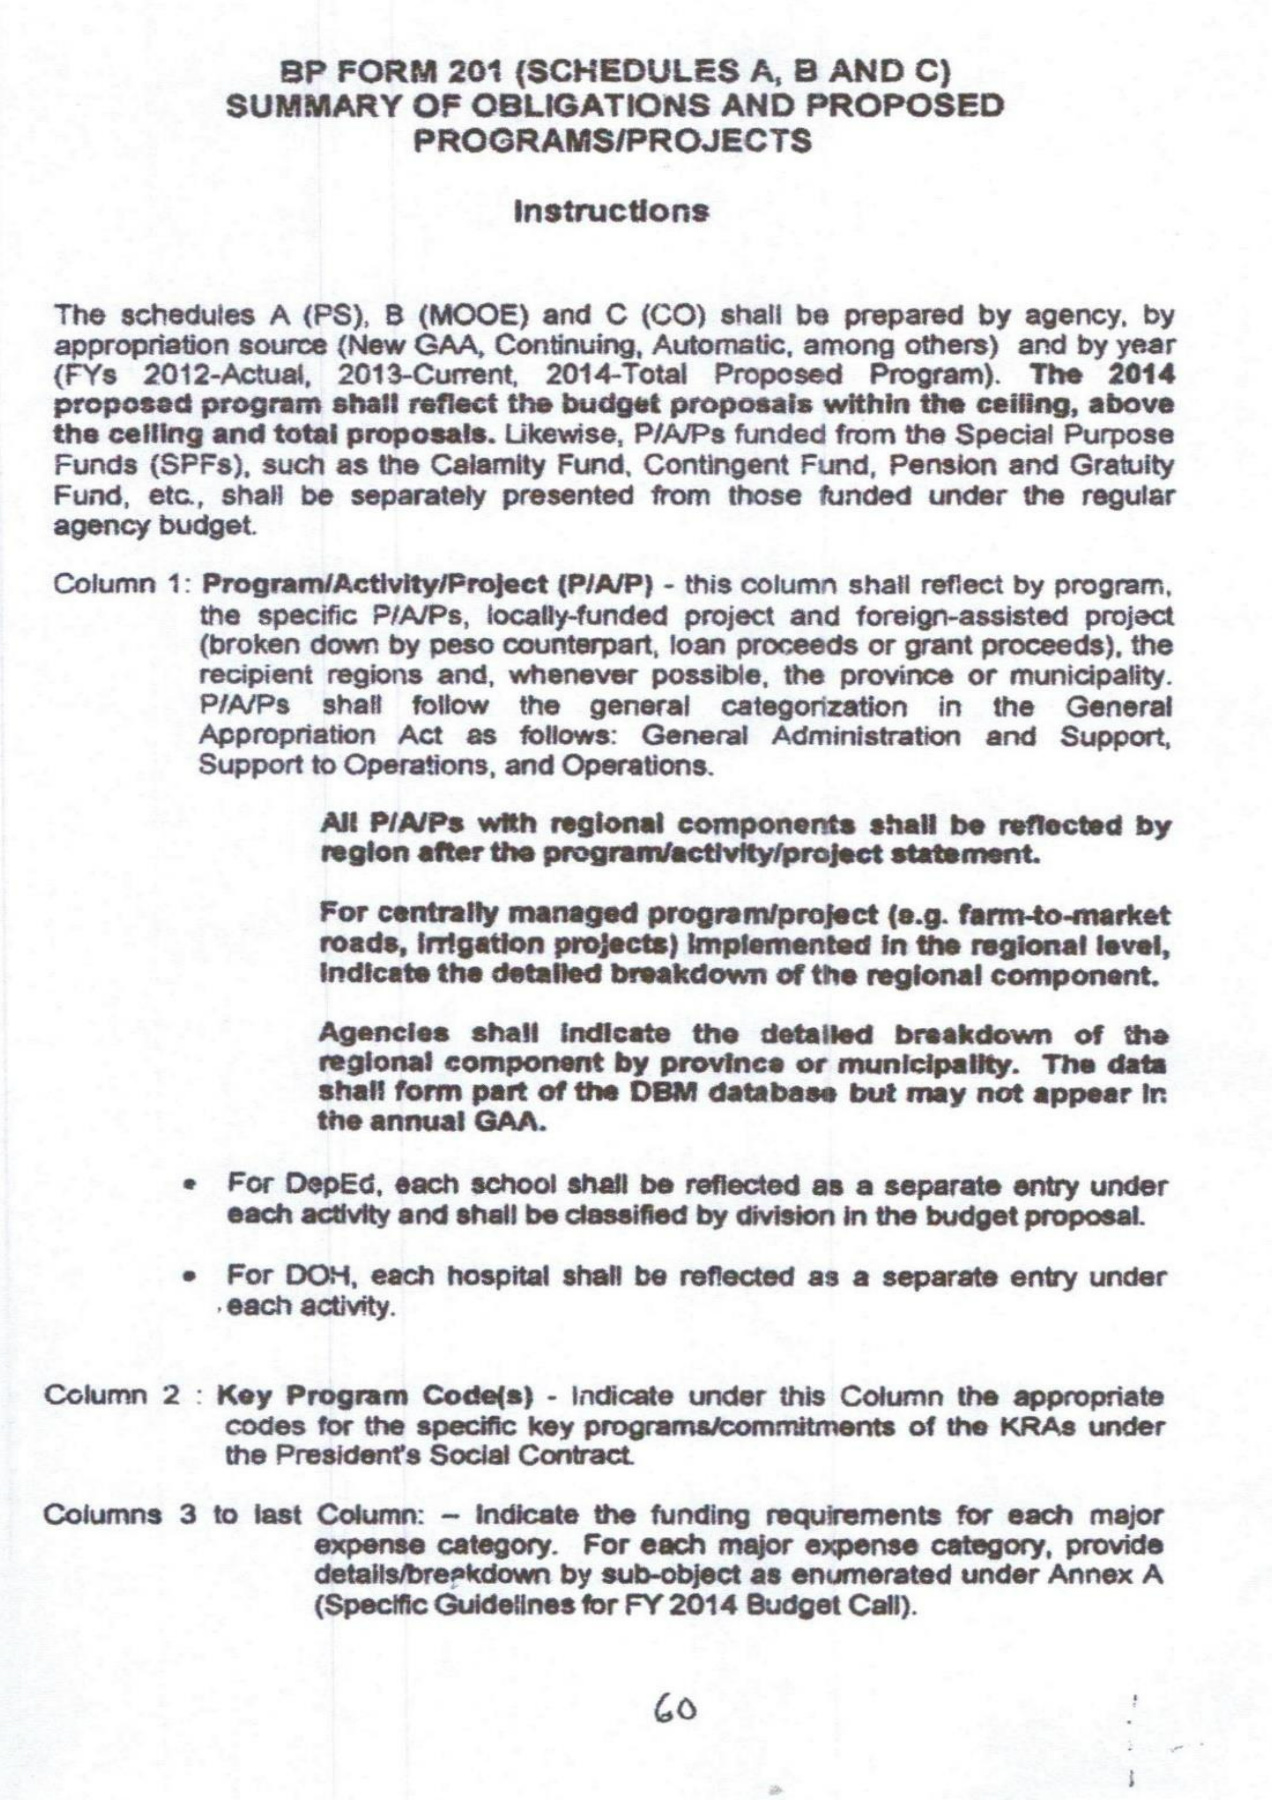 BP FORM 201 (SCHEDULES A, B AND C)
SUMMARY OF OBLIGATIONS AND PROPOSED
PROGRAMS/PROJECTS
Instructions
The schedules A (PS), B (MOOE) and C (CO) shall be prepared by agency, by
appropriation source (New GAA, Continuing, Automatic, among others) and by year
(FYs 2012-Actual, 2013-Current, 2014-Total Proposed Program). The 2014
proposed program shall reflect the budget proposals within the ceiling, above
the ceiling and total proposals. Likewise, P/A/Ps funded from the Special Purpose
Funds (SPFs), such as the Calamity Fund, Contingent Fund, Pension and Gratuity
Fund, etc., shall be separately presented from those funded under the regular
agency budget.
Column 1: Program/Activity/Project (P/A/P) - this column shall reflect by program,
the specific P/A/Ps, locally-funded project and foreign-assisted project
(broken down by peso counterpart, loan proceeds or grant proceeds), the
recipient regions and, whenever possible, the province or municipality.
P/A/Ps shall follow the general categorization in the General
Appropriation Act as follows: General Administration and Support,
Support to Operations, and Operations.
All P/A/Ps with regional components shall be reflected by
region after the program/activity/project statement.
For centrally managed program/project (e.g. farm-to-market
roads, irrigation projects) implemented in the regional level,
indicate the detailed breakdown of the regional component.
Agencies shall indicate the detailed breakdown of the
regional component by province or municipality. The data
shall form part of the DBM database but may not appear in
the annual GAA.
• For DepEd, each school shall be reflected as a separate entry under
each activity and shall be classified by division in the budget proposal.
• For DOH, each hospital shall be reflected as a separate entry under
each activity.
Column 2 : Key Program Code(s) - Indicate under this Column the appropriate
codes for the specific key programs/commitments of the KRAs under
the President's Social Contract
Columns 3 to last Column: – Indicate the funding requirements for each major
expense category. For each major expense category, provide
details/breakdown by sub-object as enumerated under Annex A
(Specific Guidelines for FY 2014 Budget Call).
60